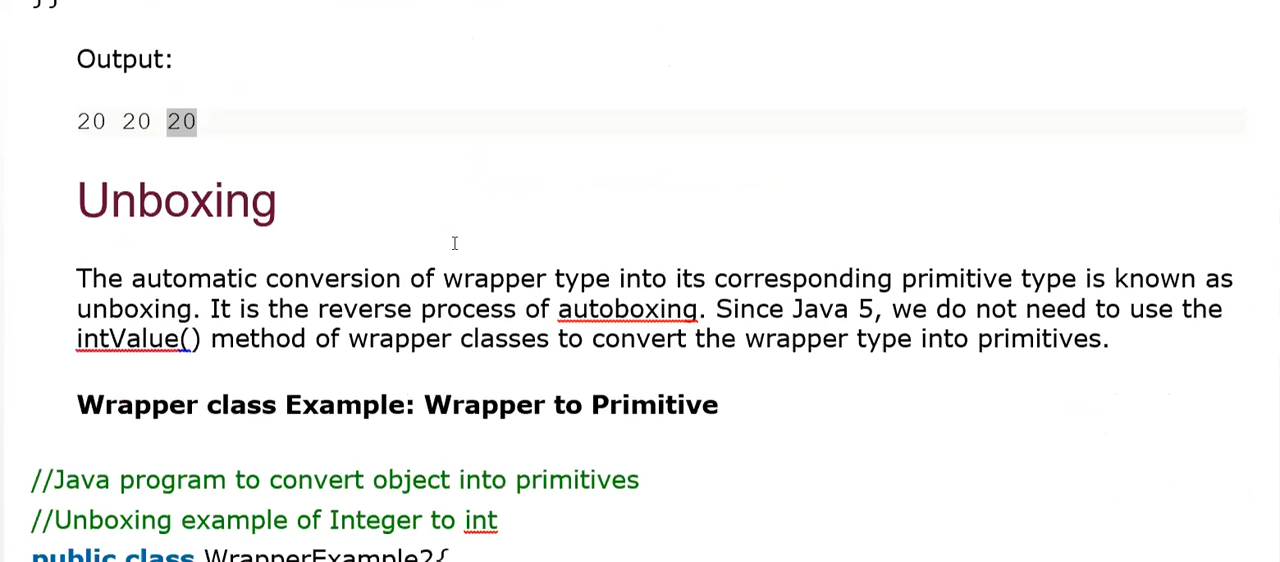 }}
Output:
20 20 20
Unboxing
The automatic conversion of wrapper type into its corresponding primitive type is known as
unboxing. It is the reverse process of autoboxing. Since Java 5, we do not need to use the
intValue() method of wrapper classes to convert the wrapper type into primitives.
Wrapper class Example: Wrapper to Primitive
//Java program to convert object into primitives
//Unboxing example of Integer to int
public class WrapperExample2{